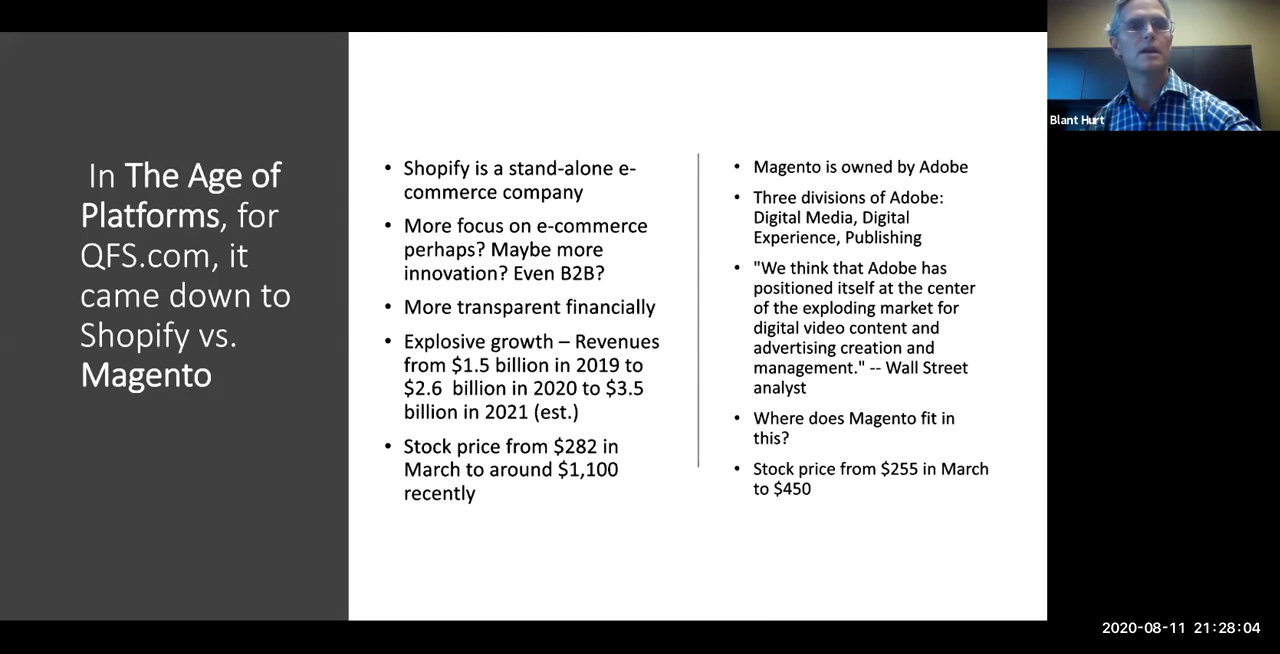 In The Age of
Platforms, for
QFS.com, it
came down to
Shopify vs.
Magento
• Shopify is a stand-alone e-
commerce company
• More focus on e-commerce
perhaps? Maybe more
innovation? Even B2B?
• More transparent financially
• Explosive growth – Revenues
from $1.5 billion in 2019 to
$2.6 billion in 2020 to $3.5
billion in 2021 (est.)
• Stock price from $282 in
March to around $1,100
recently
• Magento is owned by Adobe
• Three divisions of Adobe:
Digital Media, Digital
Experience, Publishing
• "We think that Adobe has
positioned itself at the center
of the exploding market for
digital video content and
advertising creation and
management." -- Wall Street
analyst
• Where does Magento fit in
this?
• Stock price from $255 in March
to $450
Blant Hurt
2020-08-11 21:28:04